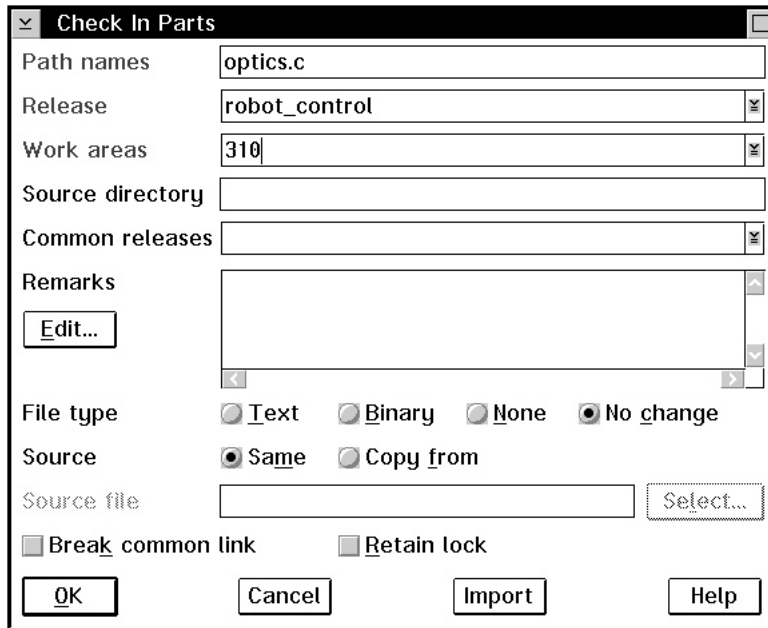 Check In Parts
Path names optics.c
Release robot_control
Work areas 310
Source directory
Common releases
Remarks
Edit...
File type Text Binary None No change
Source Same Copy from
Source file Select...
Break common link Retain lock
OK Cancel Import Help